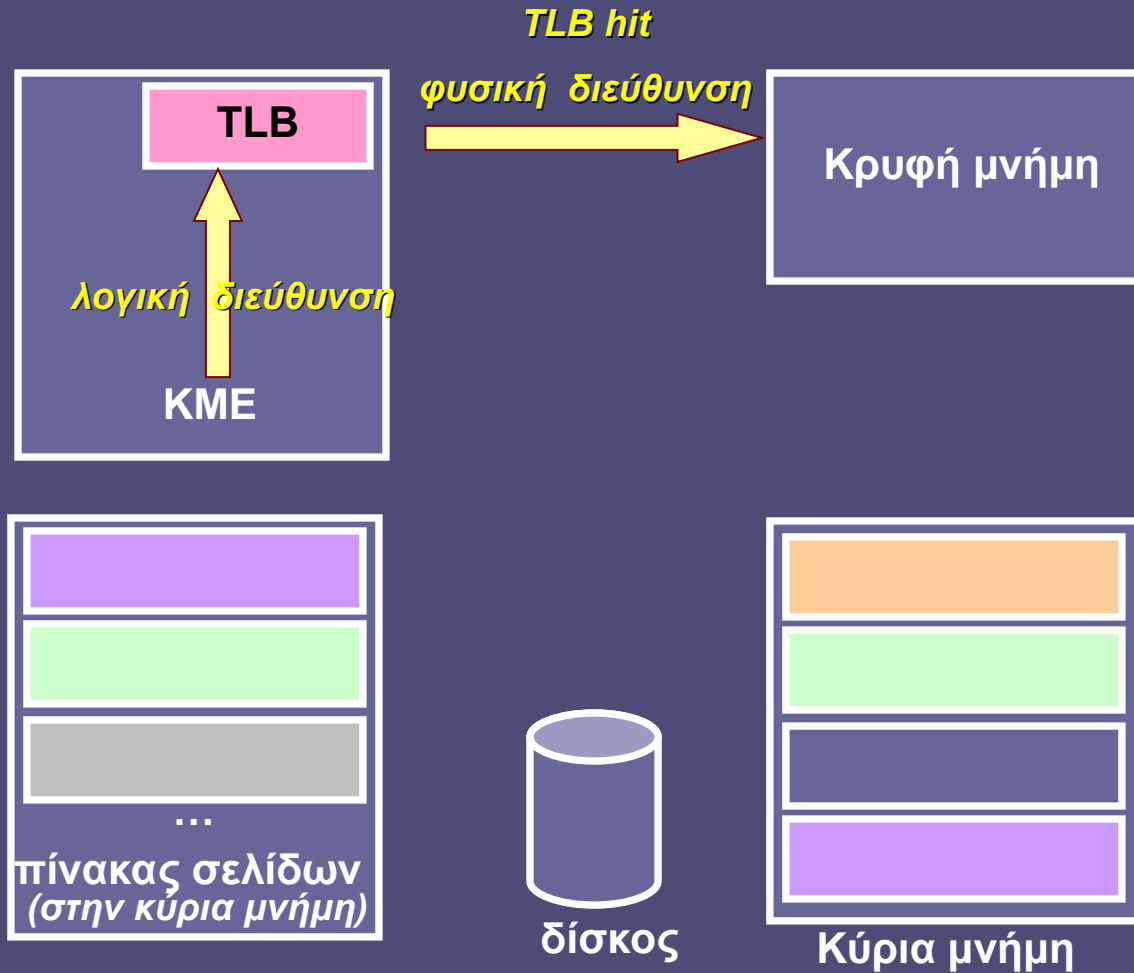 TLB hit
φυσική διεύθυνση
TLB
Κρυφή μνήμη
λογική διεύθυνση
ΚΜΕ
...
πίνακας σελίδων
(στην κύρια μνήμη)
δίσκος
Κύρια μνήμη